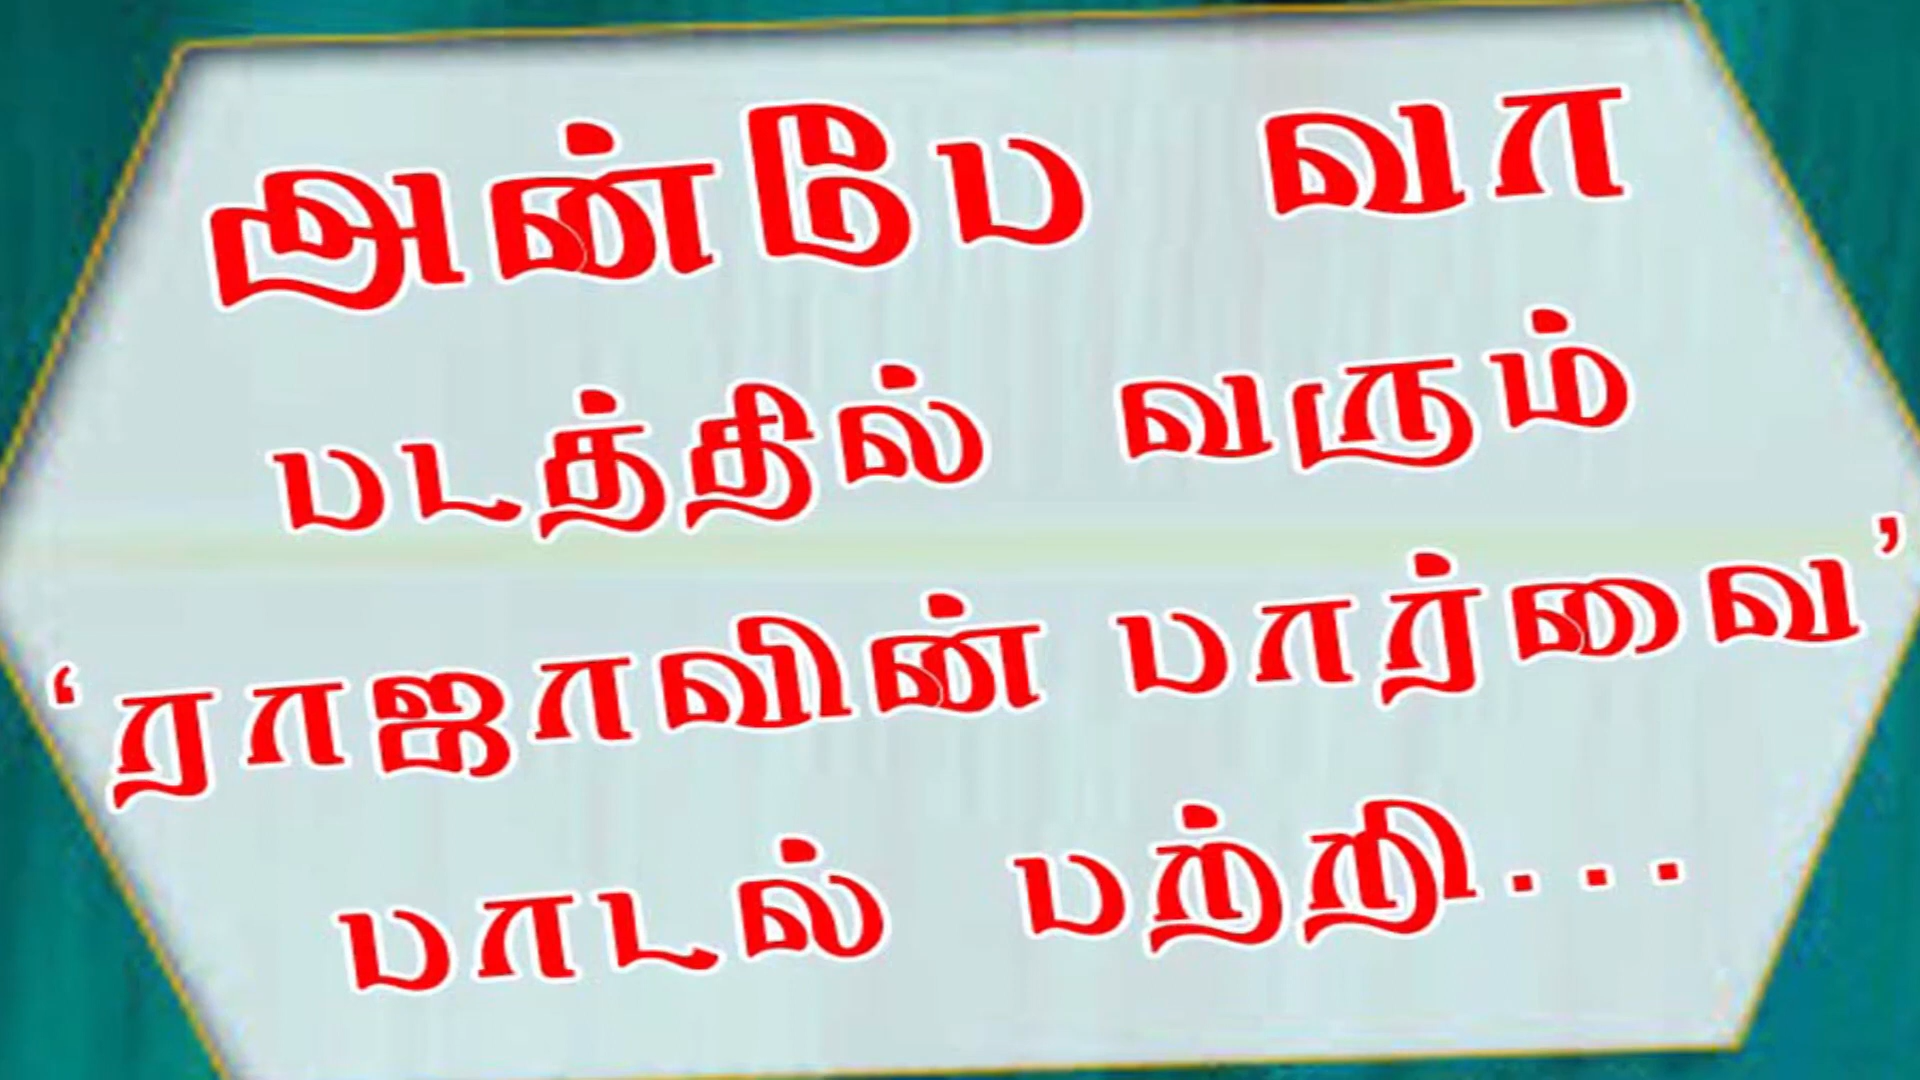 அன்பே வா
படத்தில் வரும்
‘ராஜாவின் பார்வை’
பாடல் பற்றி...